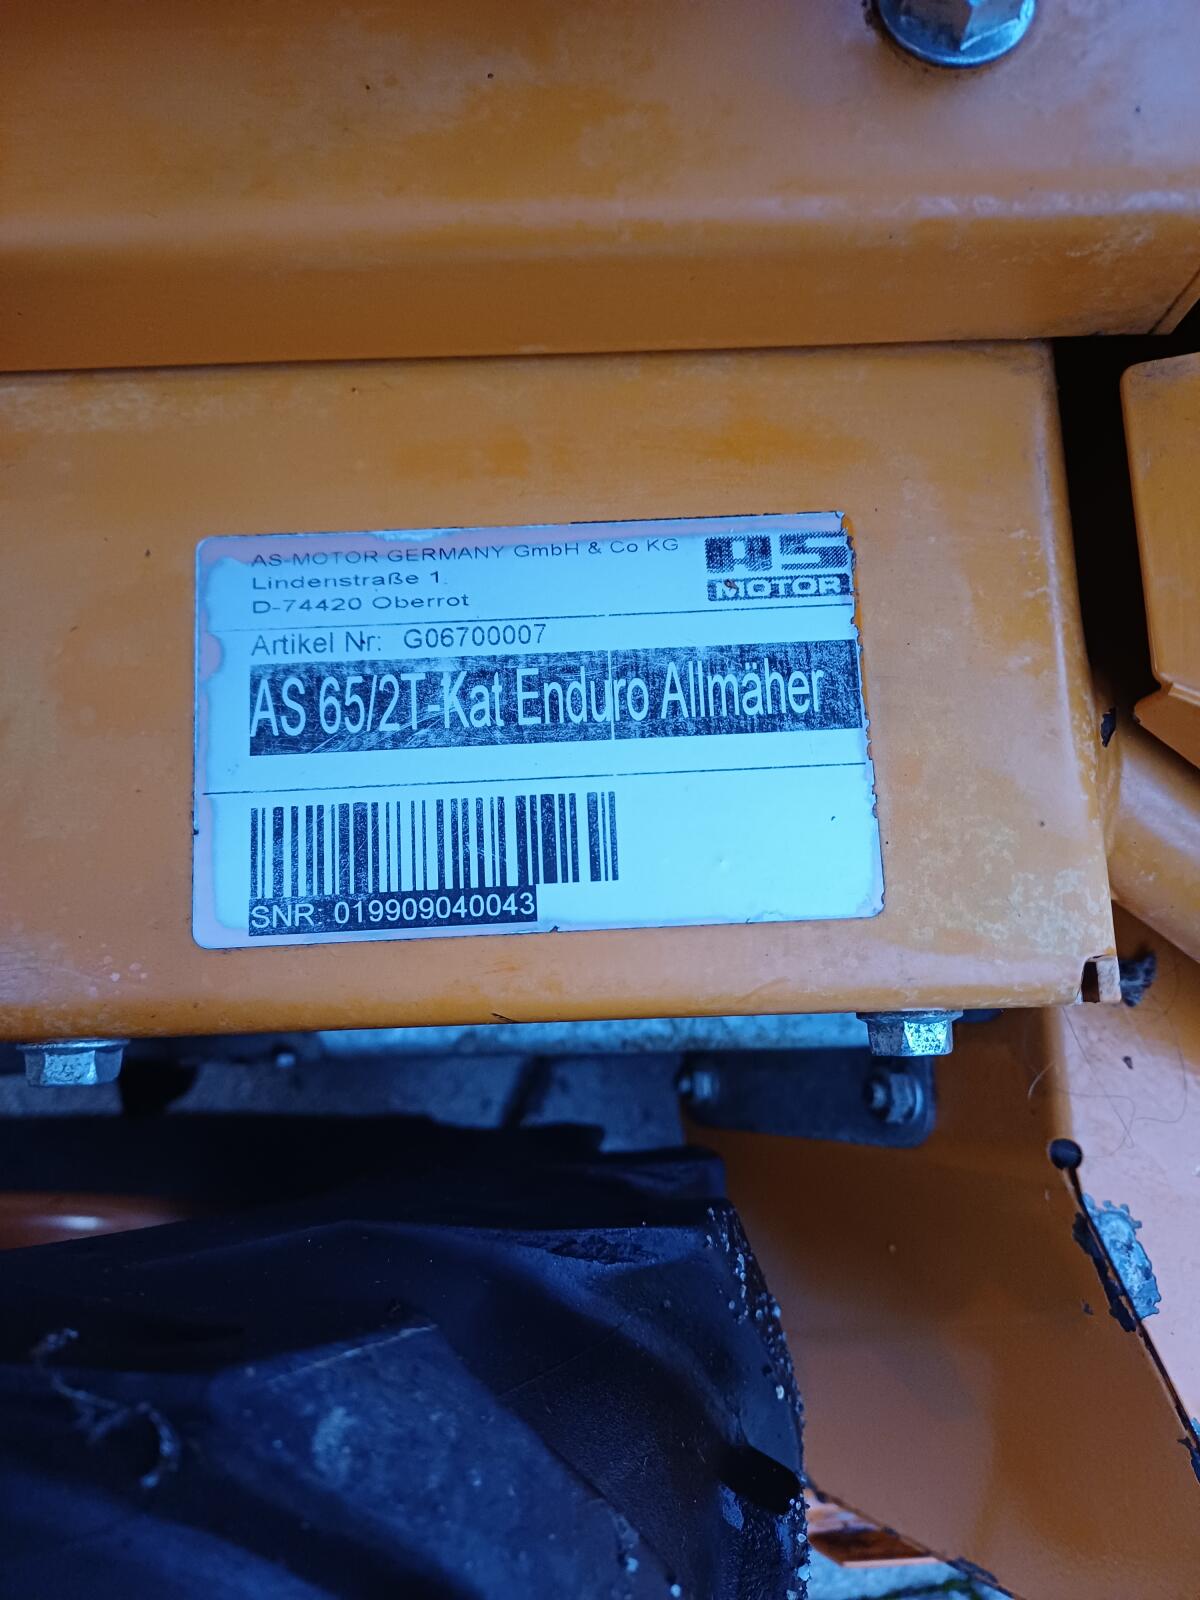 AS-MOTOR GERMANY GmbH & Co KG
Lindenstraße 1
D-74420 Oberrot
AS
MOTOR
Artikel Nr: G06700007
AS 65/2T-Kat Enduro Allmäher
SNR: 019909040043